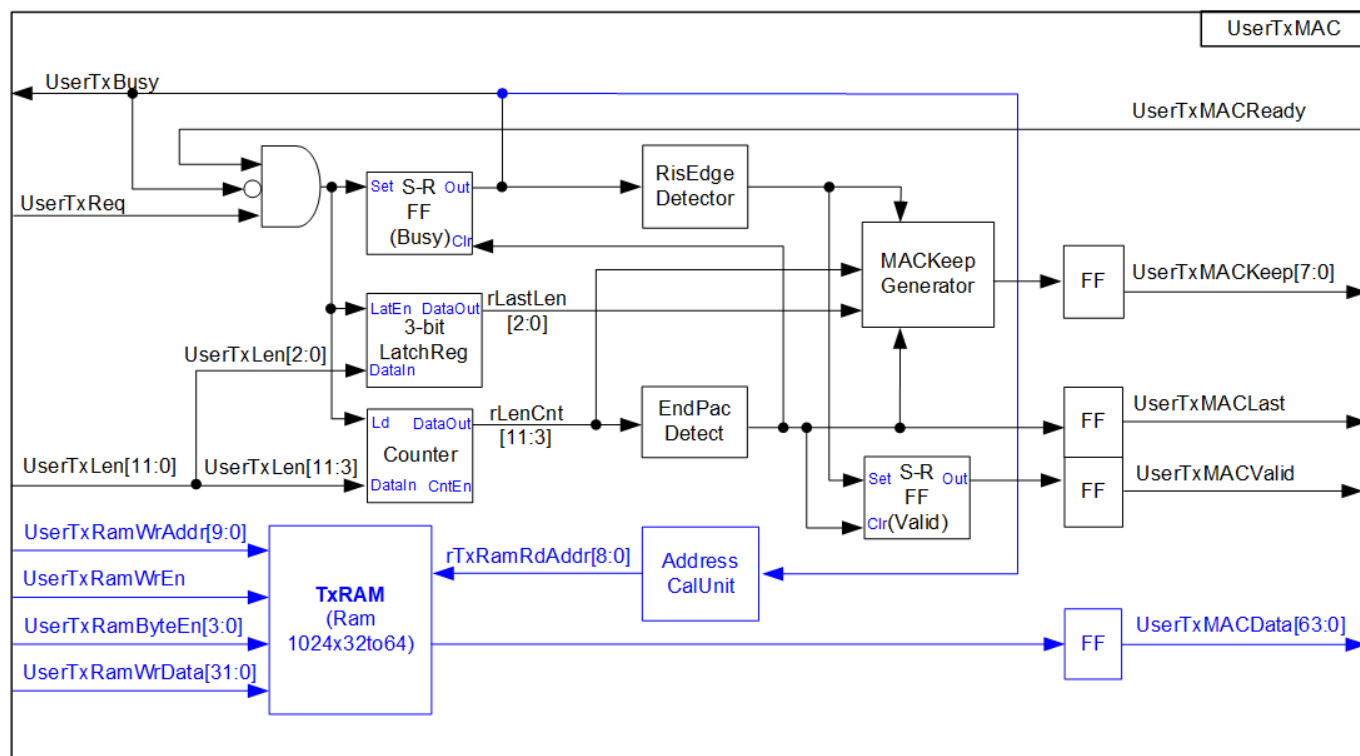 UserTxMAC
UserTxBusy
UserTxMACReady
UserTxReq
Set
S-R
Out
FF
(Busy)
Clr
RisEdge
Detector
MACKeep
Generator
FF
UserTxMACKeep[7:0]
LatEn
DataOut
3-bit
LatchReg
DataIn
rLastLen
[2:0]
UserTxLen[2:0]
Ld
DataOut
Counter
DataIn
CntEn
rLenCnt
[11:3]
EndPac
Detect
FF
UserTxMACLast
UserTxLen[11:0]
UserTxLen[11:3]
Set
S-R
Out
FF
Clr
(Valid)
FF
UserTxMACValid
UserTxRamWrAddr[9:0]
UserTxRamWrEn
UserTxRamByteEn[3:0]
UserTxRamWrData[31:0]
TxRAM
(Ram
1024x32to64)
rTxRamRdAddr[8:0]
Address
CalUnit
FF
UserTxMACData[63:0]